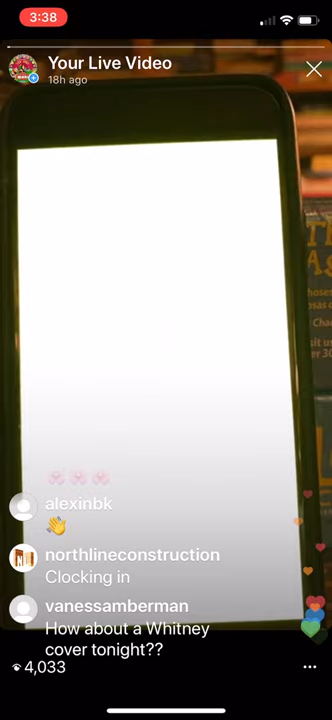 3:38
Your Live Video
18h ago
alexinbk
👋
northlineconstruction
Clocking in
vanessamberman
How about a Whitney
cover tonight??
4,033